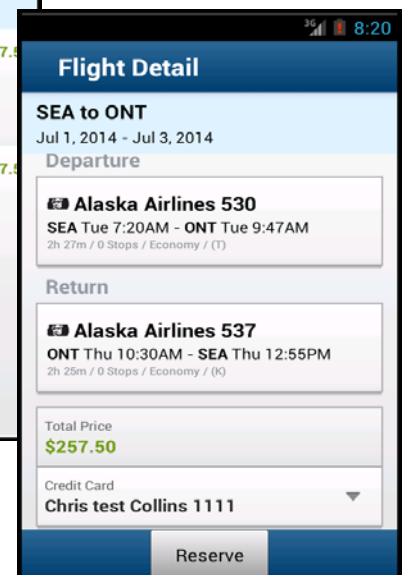 3G 8:20
Flight Detail
SEA to ONT
Jul 1, 2014 - Jul 3, 2014
Departure
Alaska Airlines 530
SEA Tue 7:20AM - ONT Tue 9:47AM
2h 27m / 0 Stops / Economy / (T)
Return
Alaska Airlines 537
ONT Thu 10:30AM - SEA Thu 12:55PM
2h 25m / 0 Stops / Economy / (K)
Total Price
$257.50
Credit Card
Chris test Collins 1111
Reserve